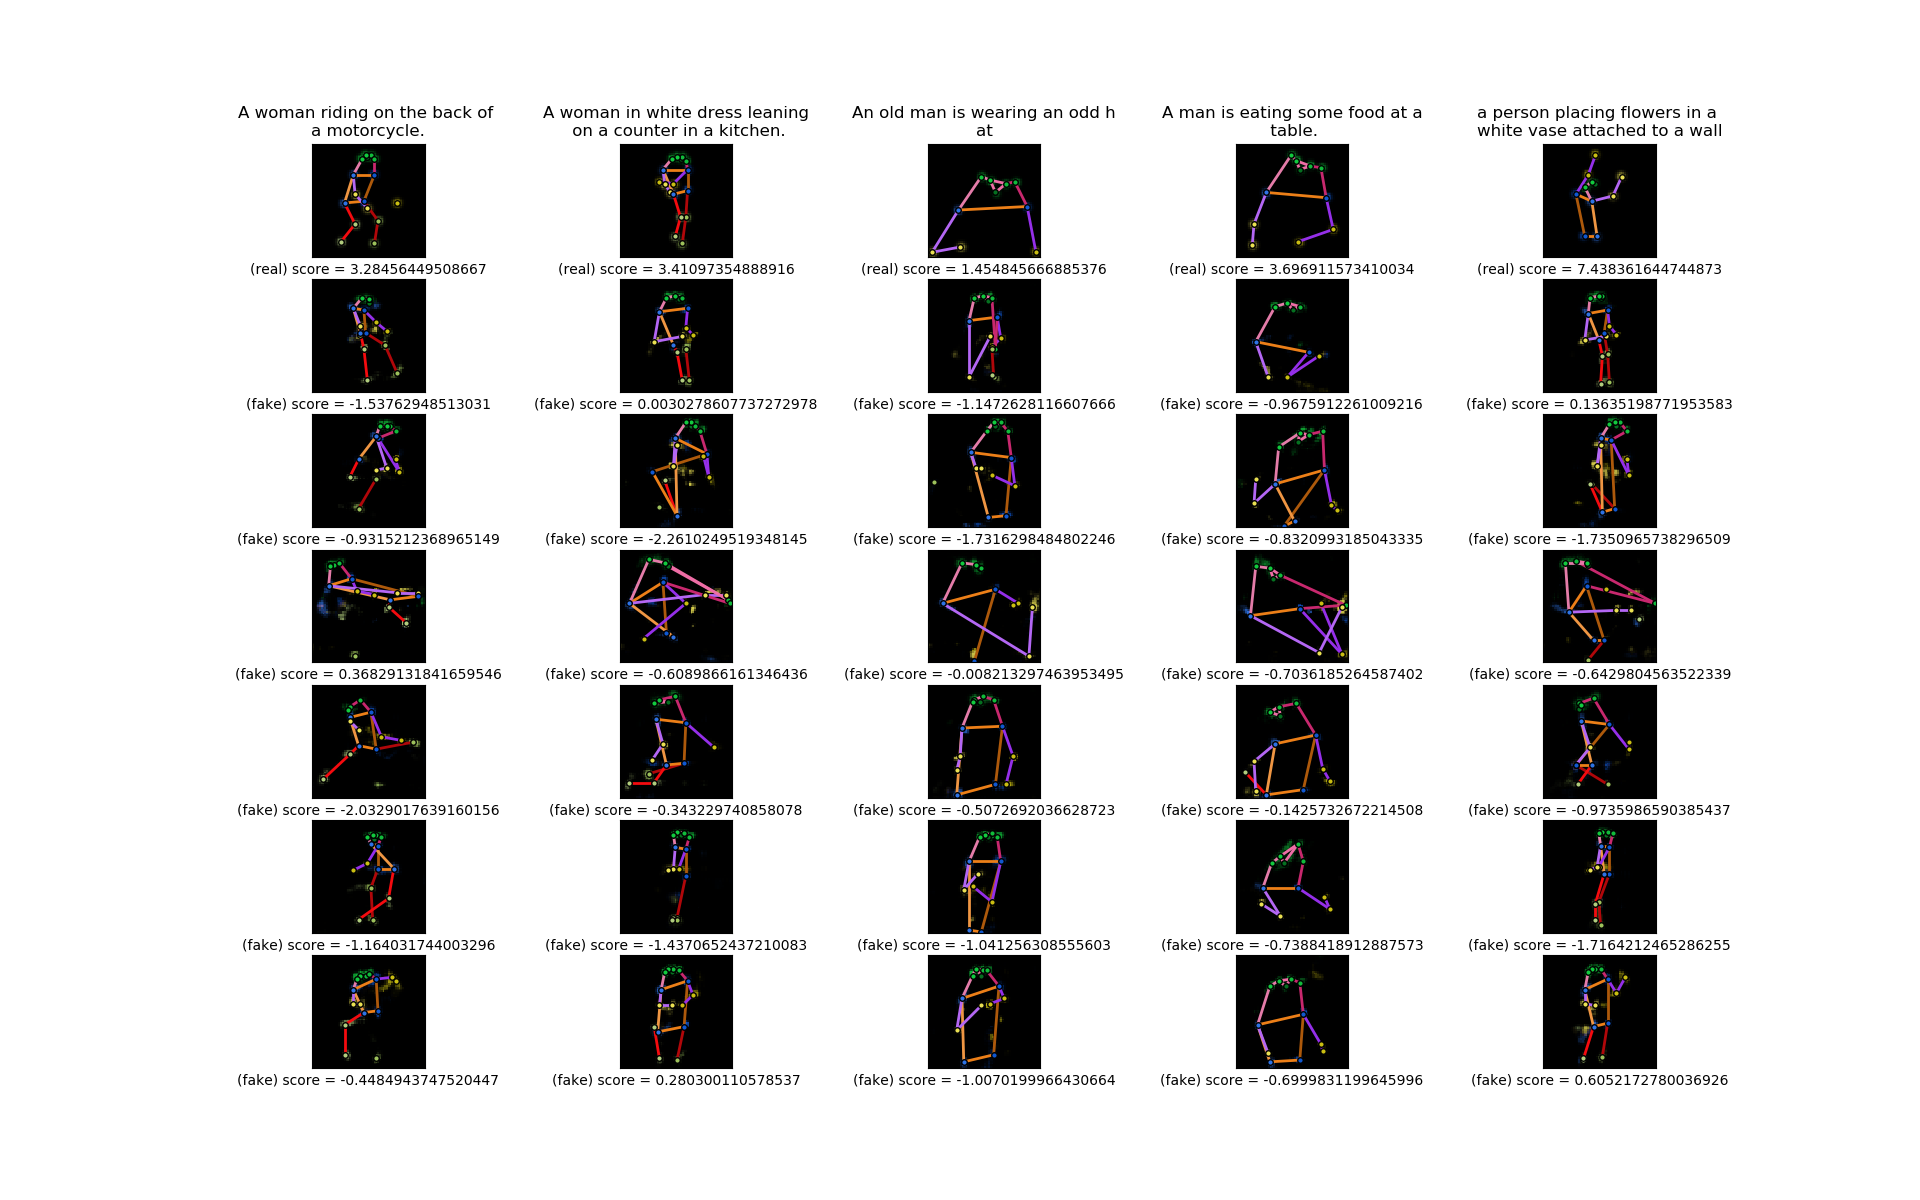 A woman riding on the back of
a motorcycle.
A woman in white dress leaning
on a counter in a kitchen.
An old man is wearing an odd h
at
A man is eating some food at a
table.
a person placing flowers in a
white vase attached to a wall
(real) score = 3.28456449508667
(real) score = 3.41097354888916
(real) score = 1.454845666885376
(real) score = 3.696911573410034
(real) score = 7.438361644744873
(fake) score = -1.53762948513031
(fake) score = 0.0030278607737272978
(fake) score = -1.1472628116607666
(fake) score = -0.9675912261009216
(fake) score = 0.13635198771953583
(fake) score = -0.9315212368965149
(fake) score = -2.2610249519348145
(fake) score = -1.7316298484802246
(fake) score = -0.8320993185043335
(fake) score = -1.7350965738296509
(fake) score = 0.36829131841659546
(fake) score = -0.6089866161346436
(fake) score = -0.008213297463953495
(fake) score = -0.7036185264587402
(fake) score = -0.6429804563522339
(fake) score = -2.0329017639160156
(fake) score = -0.343229740858078
(fake) score = -0.5072692036628723
(fake) score = -0.1425732672214508
(fake) score = -0.9735986590385437
(fake) score = -1.164031744003296
(fake) score = -1.4370652437210083
(fake) score = -1.041256308555603
(fake) score = -0.7388418912887573
(fake) score = -1.7164212465286255
(fake) score = -0.4484943747520447
(fake) score = 0.280300110578537
(fake) score = -1.0070199966430664
(fake) score = -0.6999831199645996
(fake) score = 0.6052172780036926